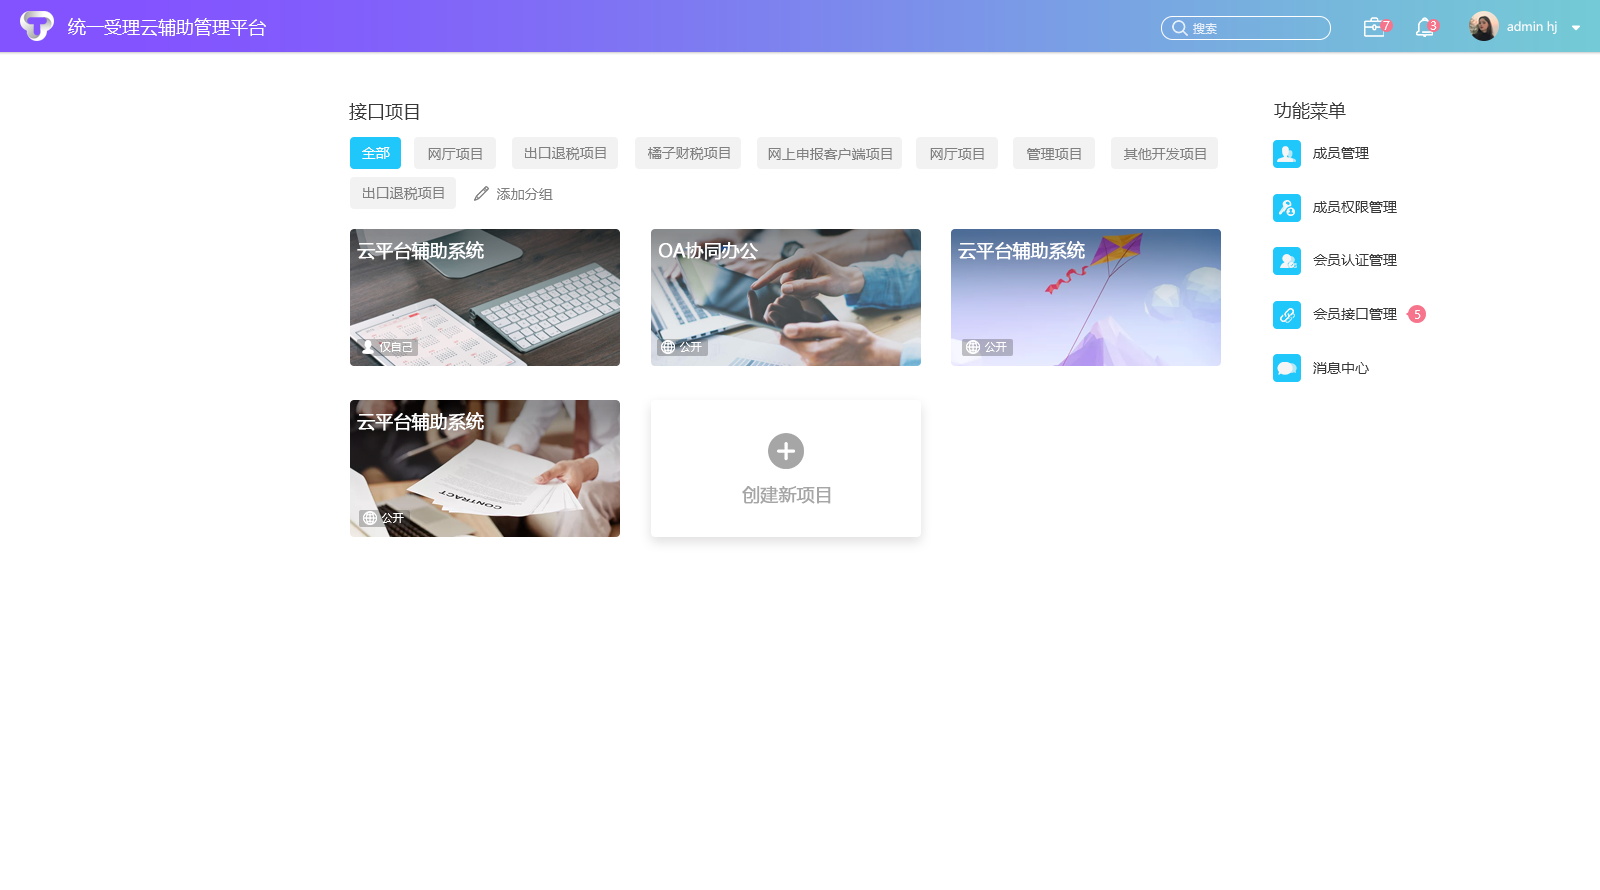 统一受理云辅助管理平台
搜索
7
3
admin hj
接口项目
全部
网厅项目
出口退税项目
橘子财税项目
网上申报客户端项目
网厅项目
管理项目
其他开发项目
出口退税项目
添加分组
云平台辅助系统
仅自己
OA协同办公
公开
云平台辅助系统
公开
云平台辅助系统
CONTRACT
公开
创建新项目
功能菜单
成员管理
成员权限管理
会员认证管理
会员接口管理
5
消息中心